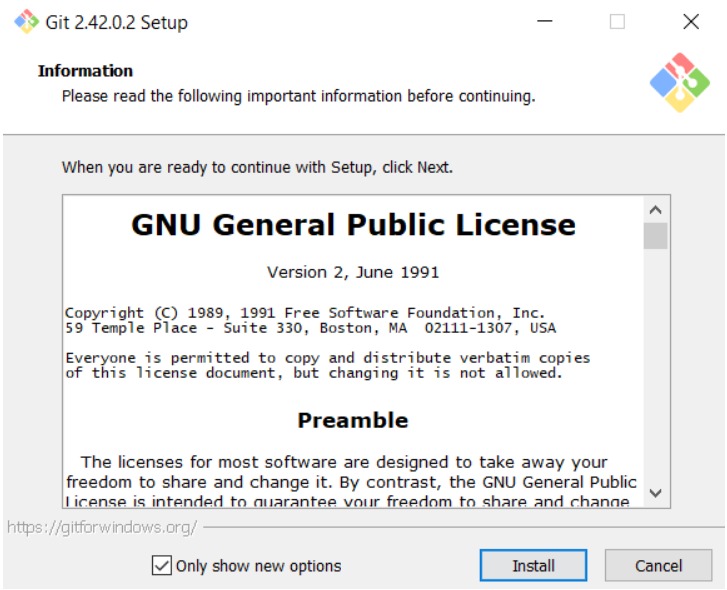 Git 2.42.0.2 Setup
Information
Please read the following important information before continuing.
When you are ready to continue with Setup, click Next.
GNU General Public License
Version 2, June 1991
Copyright (C) 1989, 1991 Free Software Foundation, Inc.
59 Temple Place - Suite 330, Boston, MA  02111-1307, USA
Everyone is permitted to copy and distribute verbatim copies
of this license document, but changing it is not allowed.
Preamble
The licenses for most software are designed to take away your
freedom to share and change it. By contrast, the GNU General Public
License is intended to guarantee your freedom to share and change
https://gitforwindows.org/
Only show new options
Install
Cancel